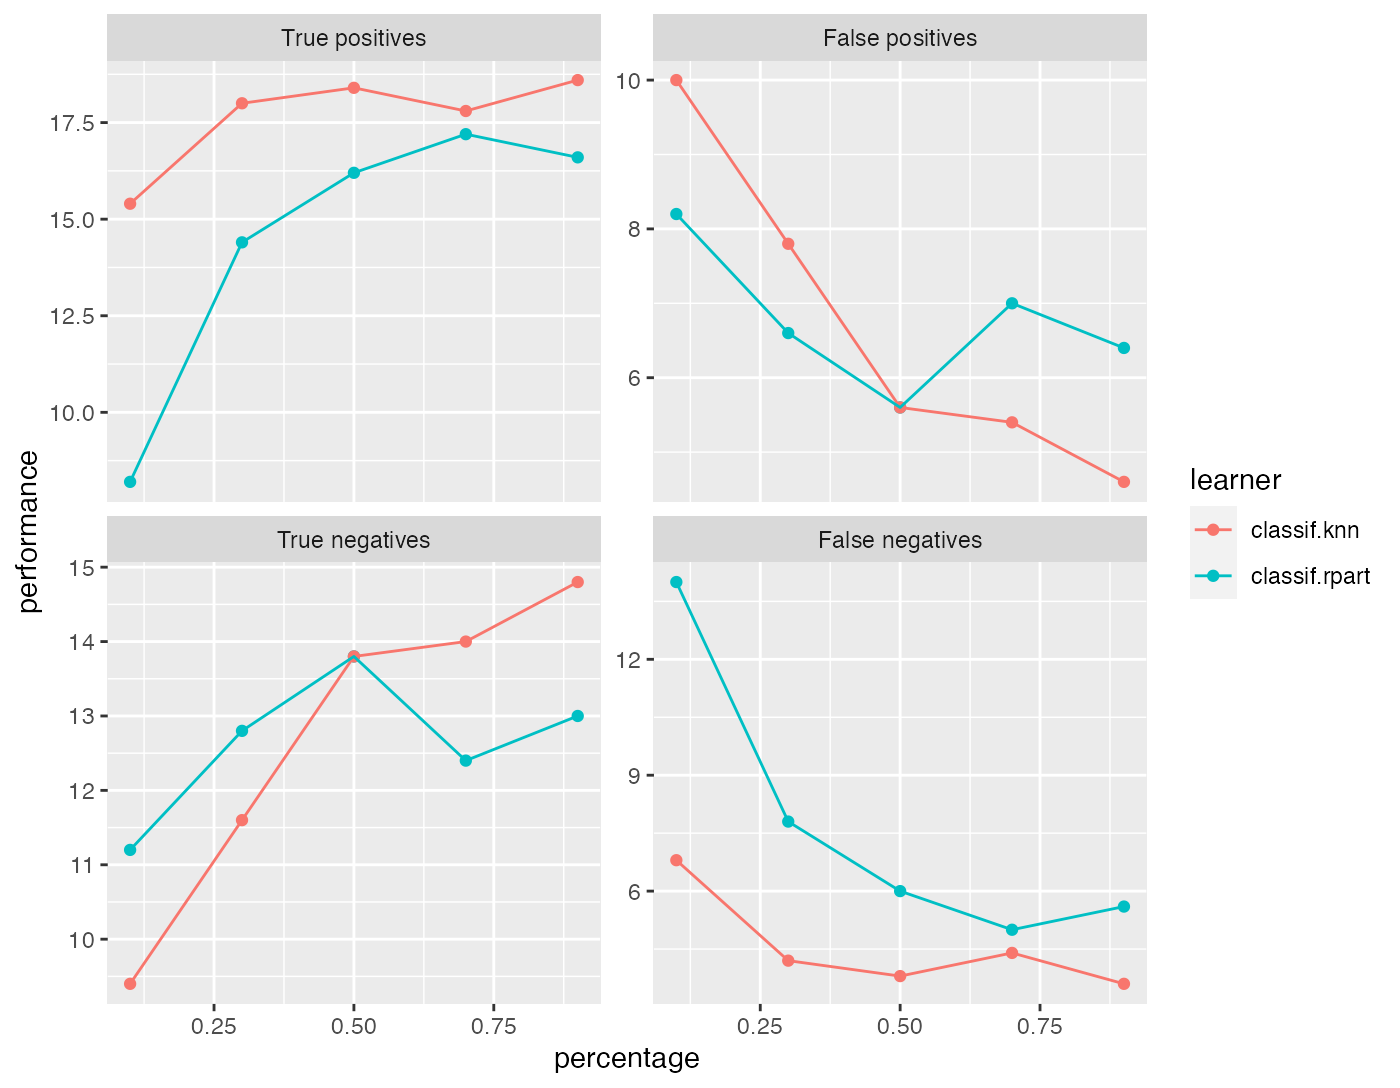 True positives
False positives
17.5
15.0
12.5
10.0
10
8
6
True negatives
False negatives
15
14
13
12
11
10
12
9
6
0.25 0.50 0.75
0.25 0.50 0.75
percentage
performance
learner
classif.knn
classif.rpart